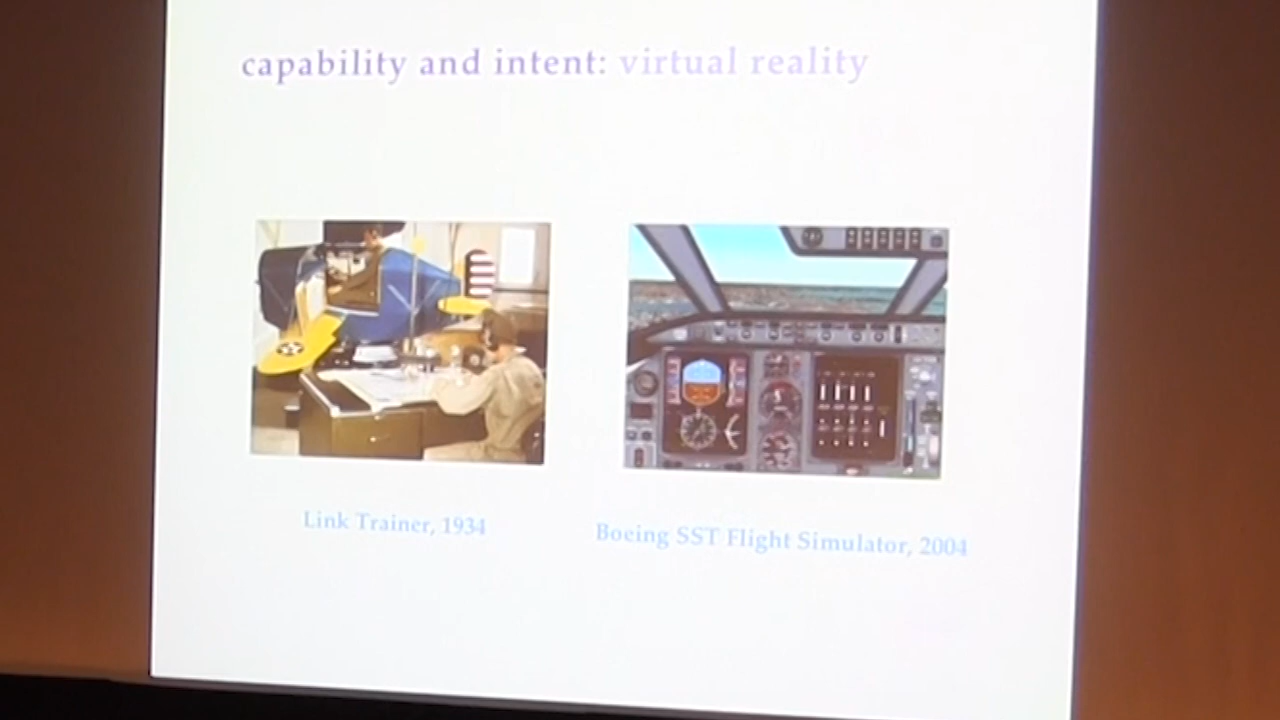 capability and intent: virtual reality
Link Trainer, 1934
Boeing SST Flight Simulator, 2004